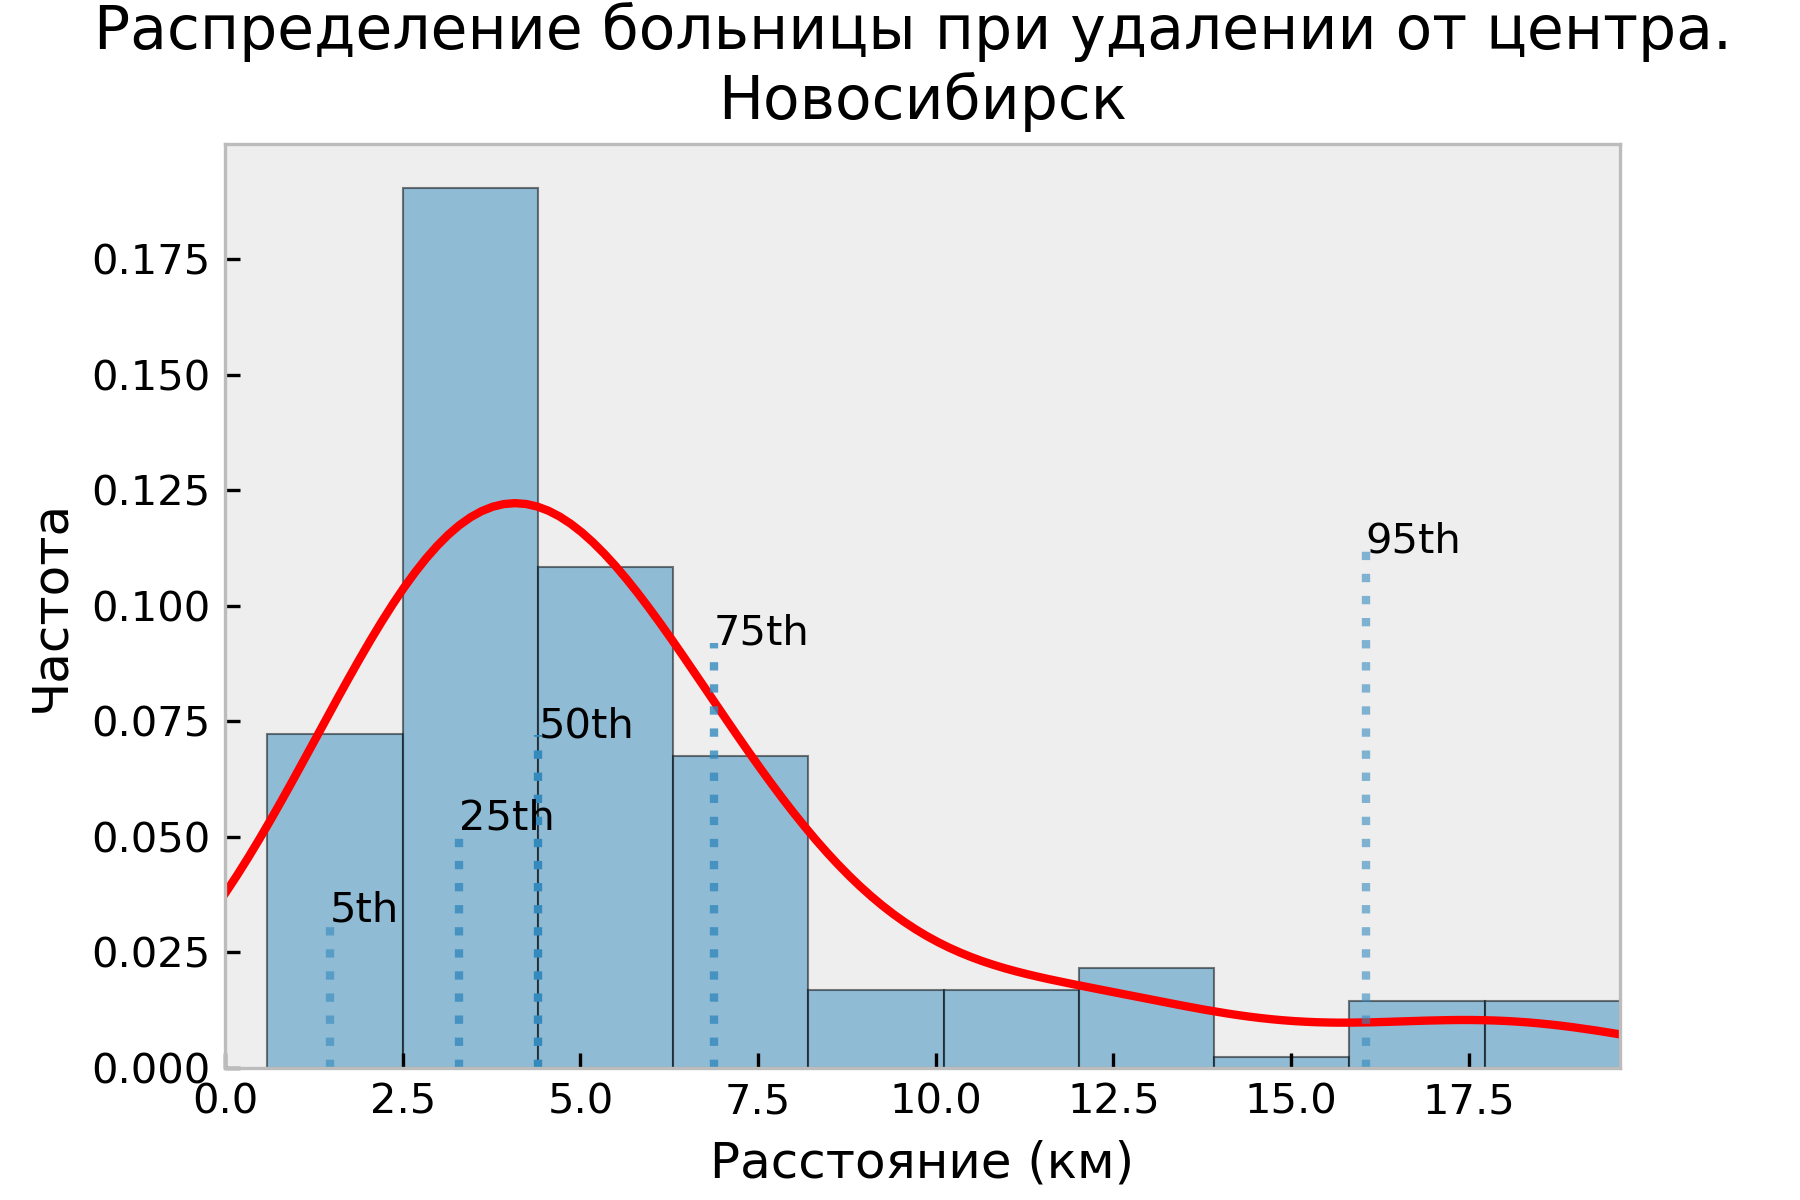 Распределение больницы при удалении от центра.
Новосибирск
Частота
0.175
0.150
0.125
0.100
0.075
0.050
0.025
0.000
95th
75th
50th
25th
5th
0.0 2.5 5.0 7.5 10.0 12.5 15.0 17.5
Расстояние (км)